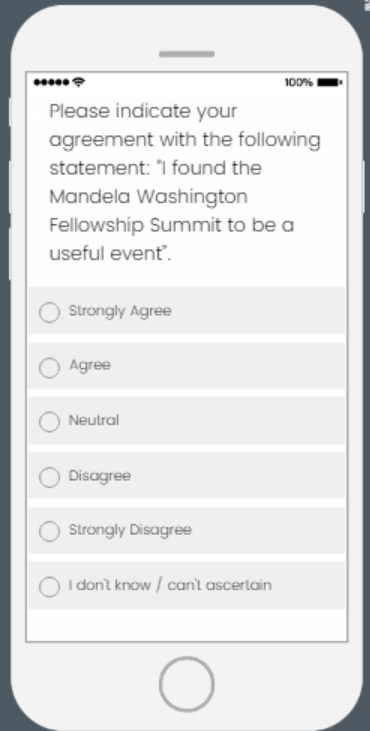 100%
Please indicate your
agreement with the following
statement: "I found the
Mandela Washington
Fellowship Summit to be a
useful event".
Strongly Agree
Agree
Neutral
Disagree
Strongly Disagree
I don't know / can't ascertain